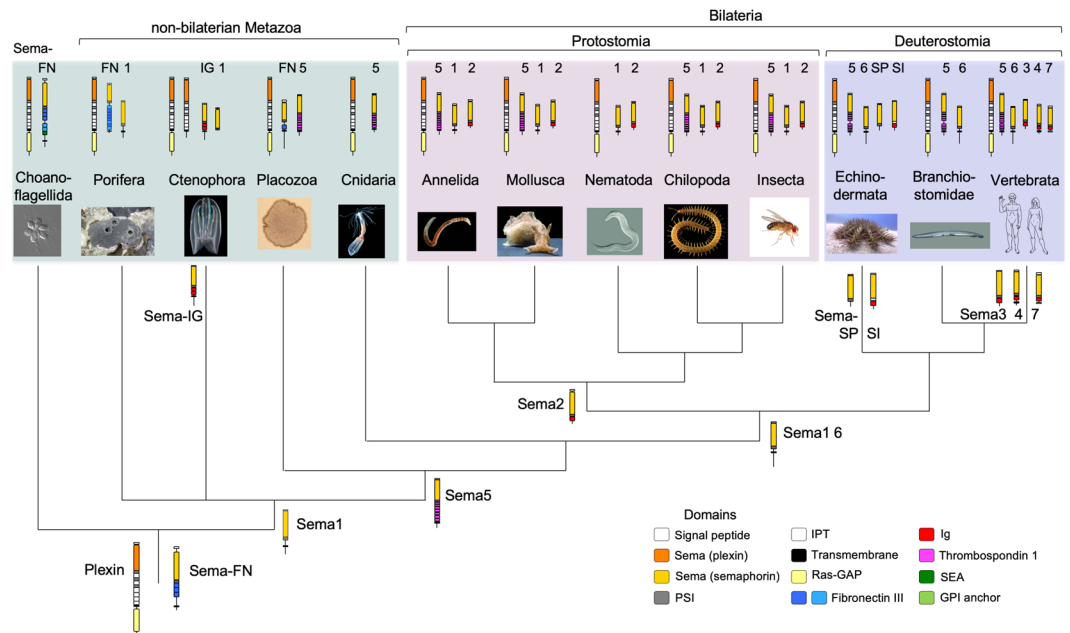 Bilateria
non-bilaterian Metazoa
Protostomia
Deuterostomia
Sema-
FN
FN 1
IG 1
FN 5
5
5 1 2
5 1 2
1 2
5 1 2
5 1 2
5 6 SP SI
5 6
5 6 3 4 7
Choano-
flagellida
Porifera
Ctenophora
Placozoa
Cnidaria
Annelida
Mollusca
Nematoda
Chilopoda
Insecta
Echino-
dermata
Branchio-
stomidae
Vertebrata
Sema-IG
Sema-
SP SI
Sema3 4 7
Sema2
Sema1 6
Sema5
Sema1
Plexin
Sema-FN
Domains
Signal peptide
Sema (plexin)
Sema (semaphorin)
PSI
IPT
Transmembrane
Ras-GAP
Fibronectin III
Ig
Thrombospondin 1
SEA
GPI anchor